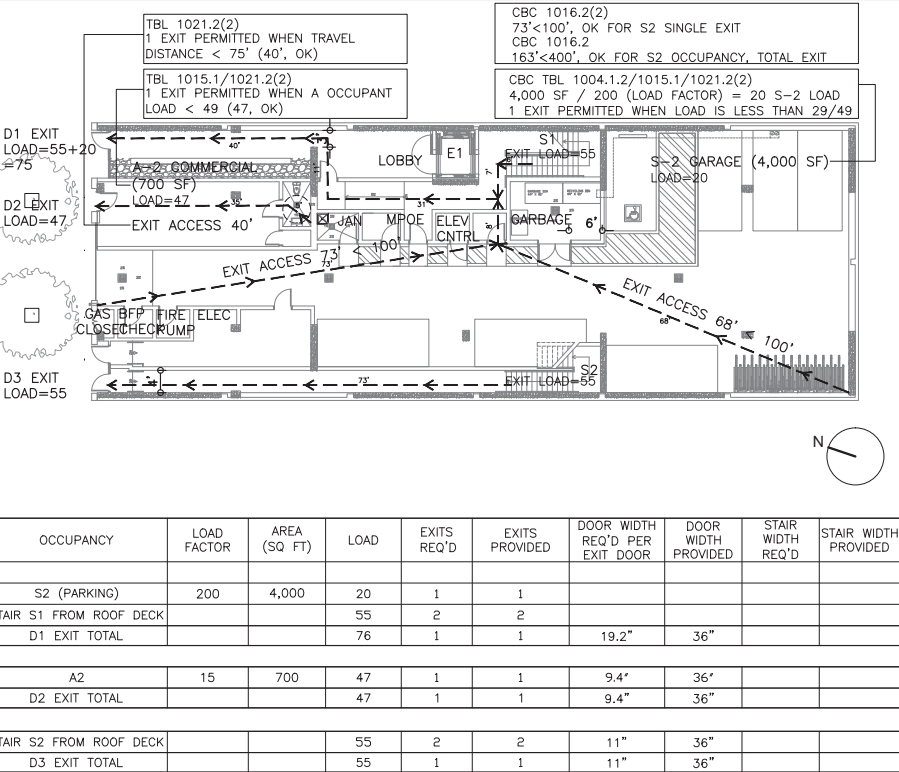 TBL 1021.2(2)
1 EXIT PERMITTED WHEN TRAVEL
DISTANCE < 75' (40', OK)
CBC 1016.2(2)
73'<100', OK FOR S2 SINGLE EXIT
CBC 1016.2
163'<400', OK FOR S2 OCCUPANCY, TOTAL EXIT
TBL 1015.1/1021.2(2)
1 EXIT PERMITTED WHEN A OCCUPANT
LOAD < 49 (47, OK)
CBC TBL 1004.1.2/1015.1/1021.2(2)
4,000 SF / 200 (LOAD FACTOR) = 20 S-2 LOAD
1 EXIT PERMITTED WHEN LOAD IS LESS THAN 29/49
D1 EXIT
LOAD=55+20
=75
40'
11'
LOBBY
E1
S1
EXIT LOAD=55
7'
A-2 COMMERCIAL
(700 SF)
LOAD=47
S-2 GARAGE (4,000 SF)
LOAD=20
D2 EXIT
LOAD=47
35'
31'
EXIT ACCESS 40'
JAN
MPOE
ELEV
CNTRL
8'
GARBAGE
6'
EXIT ACCESS 73' < 100'
73'
EXIT ACCESS 68'
68'
100'
GAS
CLOSET
BFP
CHECK
FIRE
PUMP
ELEC
D3 EXIT
LOAD=55
4'
73'
S2
EXIT LOAD=55
N
OCCUPANCY LOAD FACTOR AREA (SQ FT) LOAD EXITS REQ'D EXITS PROVIDED DOOR WIDTH REQ'D PER EXIT DOOR DOOR WIDTH PROVIDED STAIR WIDTH REQ'D STAIR WIDTH PROVIDED
S2 (PARKING) 200 4,000 20 1 1
TAIR S1 FROM ROOF DECK 55 2 2
D1 EXIT TOTAL 76 1 1 19.2" 36"
A2 15 700 47 1 1 9.4" 36"
D2 EXIT TOTAL 47 1 1 9.4" 36"
TAIR S2 FROM ROOF DECK 55 2 2 11" 36"
D3 EXIT TOTAL 55 1 1 11" 36"